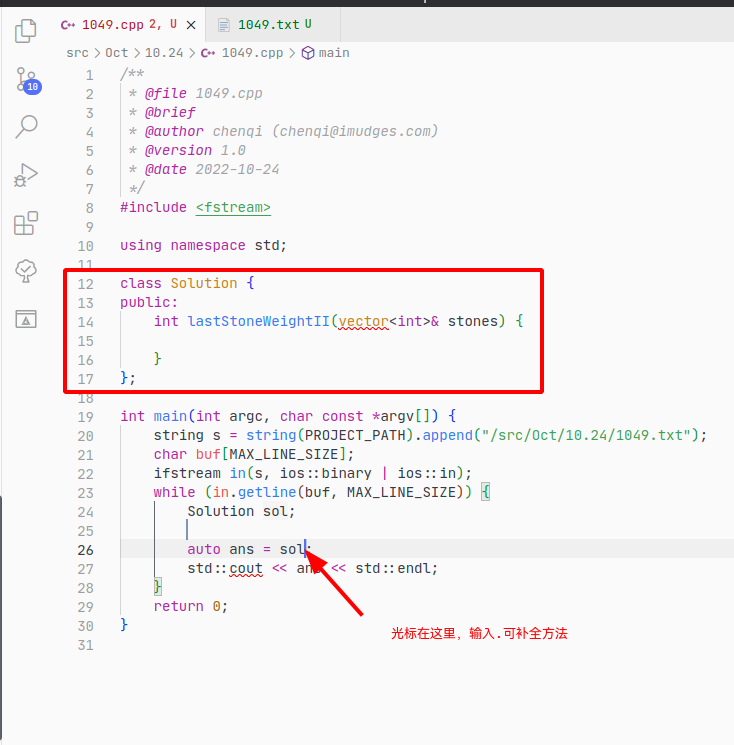 1049.cpp 2, U
1049.txt U
src > Oct > 10.24 > 1049.cpp > main
10
1 /**
2 * @file 1049.cpp
3 * @brief
4 * @author chenqi (chenqi@imudges.com)
5 * @version 1.0
6 * @date 2022-10-24
7 */
8 #include <fstream>
9
10 using namespace std;
11
12 class Solution {
13 public:
14 int lastStoneWeightII(vector<int>& stones) {
15
16 }
17 };
18
19 int main(int argc, char const *argv[]) {
20 string s = string(PROJECT_PATH).append("/src/Oct/10.24/1049.txt");
21 char buf[MAX_LINE_SIZE];
22 ifstream in(s, ios::binary | ios::in);
23 while (in.getline(buf, MAX_LINE_SIZE)) {
24 Solution sol;
25
26 auto ans = sol;
27 std::cout << ans << std::endl;
28 }
29 return 0;
30 }
31
光标在这里，输入.可补全方法